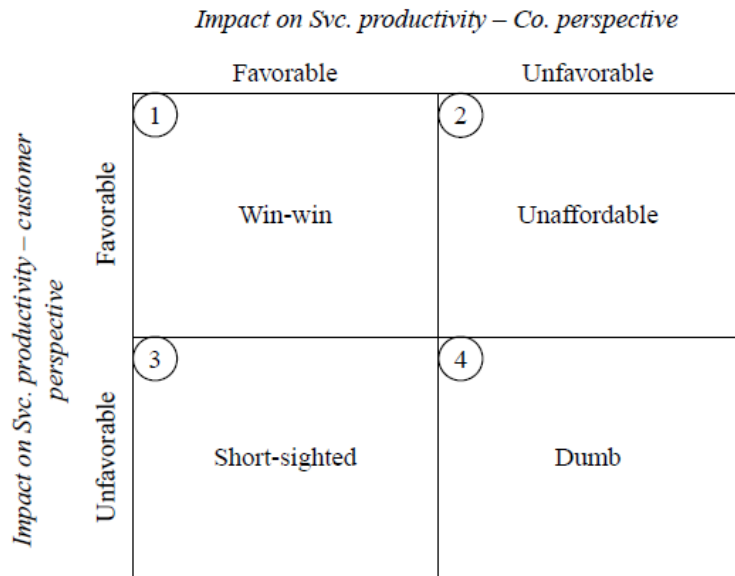 Impact on Svc. productivity – Co. perspective
Favorable
Unfavorable
Impact on Svc. productivity – customer
perspective
Favorable
1
Win-win
2
Unaffordable
Unfavorable
3
Short-sighted
4
Dumb